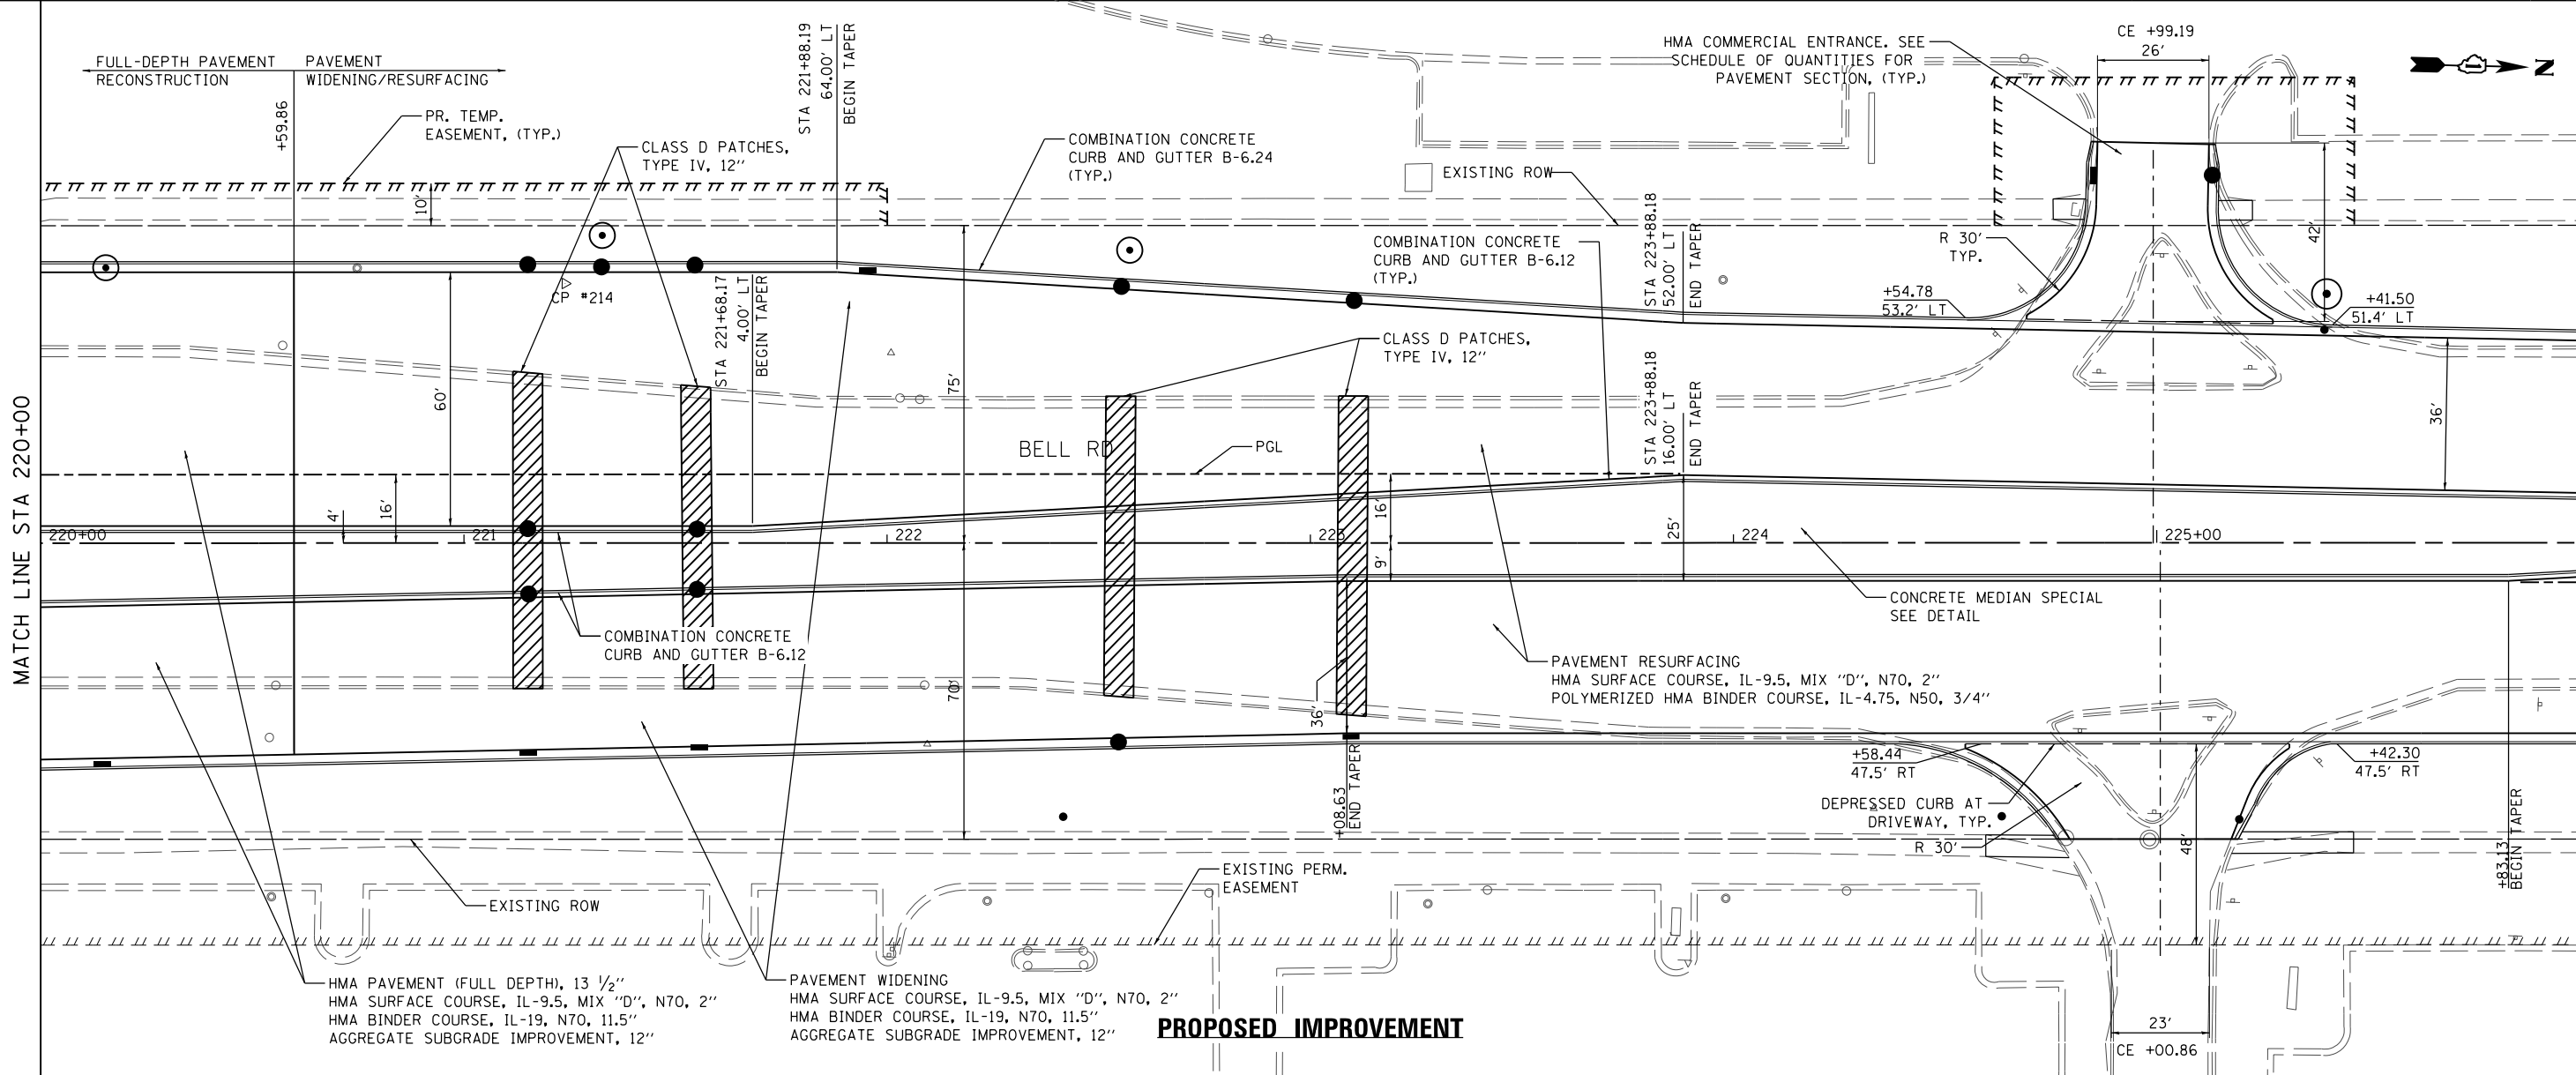 MATCH LINE STA 220+00
FULL-DEPTH PAVEMENT
RECONSTRUCTION
PAVEMENT
WIDENING/RESURFACING
+59.86
PR. TEMP.
EASEMENT, (TYP.)
10'
CLASS D PATCHES,
TYPE IV, 12''
CP #214
STA 221+88.19
64.00' LT
BEGIN TAPER
COMBINATION CONCRETE
CURB AND GUTTER B-6.24
(TYP.)
EXISTING ROW
HMA COMMERCIAL ENTRANCE. SEE
SCHEDULE OF QUANTITIES FOR
PAVEMENT SECTION, (TYP.)
CE +99.19
26'
N
STA 221+68.17
4.00' LT
BEGIN TAPER
COMBINATION CONCRETE
CURB AND GUTTER B-6.12
(TYP.)
STA 223+88.18
52.00' LT
END TAPER
R 30'
TYP.
42'
+54.78
53.2' LT
+41.50
51.4' LT
CLASS D PATCHES,
TYPE IV, 12''
60'
75'
36'
BELL RD
PGL
STA 223+88.18
16.00' LT
END TAPER
4'
16'
16'
25'
9'
220+00
221
222
223
224
225+00
COMBINATION CONCRETE
CURB AND GUTTER B-6.12
CONCRETE MEDIAN SPECIAL
SEE DETAIL
PAVEMENT RESURFACING
HMA SURFACE COURSE, IL-9.5, MIX "D", N70, 2''
POLYMERIZED HMA BINDER COURSE, IL-4.75, N50, 3/4''
70'
36'
+08.63
END TAPER
+58.44
47.5' RT
+42.30
47.5' RT
DEPRESSED CURB AT
DRIVEWAY, TYP.
R 30'
48'
+83.13
BEGIN TAPER
EXISTING PERM.
EASEMENT
EXISTING ROW
HMA PAVEMENT (FULL DEPTH), 13 1/2''
HMA SURFACE COURSE, IL-9.5, MIX "D", N70, 2''
HMA BINDER COURSE, IL-19, N70, 11.5''
AGGREGATE SUBGRADE IMPROVEMENT, 12''
PAVEMENT WIDENING
HMA SURFACE COURSE, IL-9.5, MIX "D", N70, 2''
HMA BINDER COURSE, IL-19, N70, 11.5''
AGGREGATE SUBGRADE IMPROVEMENT, 12''
PROPOSED IMPROVEMENT
23'
CE +00.86